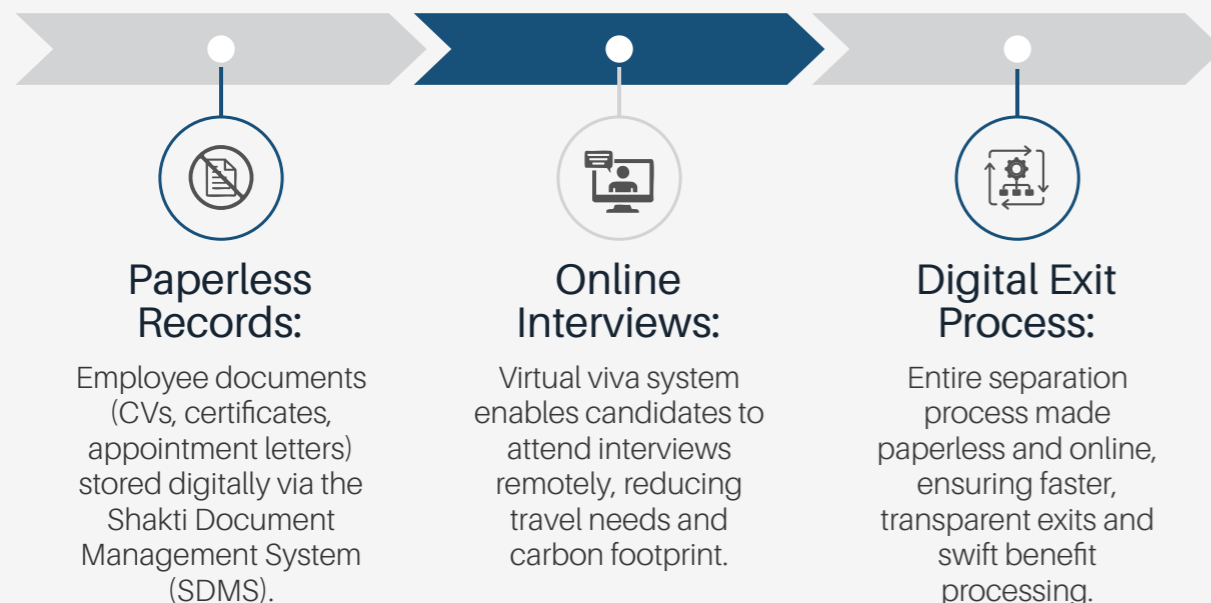 Paperless
Records:
Employee documents
(CVs, certificates,
appointment letters)
stored digitally via the
Shakti Document
Management System
(SDMS).
Online
Interviews:
Virtual viva system
enables candidates to
attend interviews
remotely, reducing
travel needs and
carbon footprint.
Digital Exit
Process:
Entire separation
process made
paperless and online,
ensuring faster,
transparent exits and
swift benefit
processing.